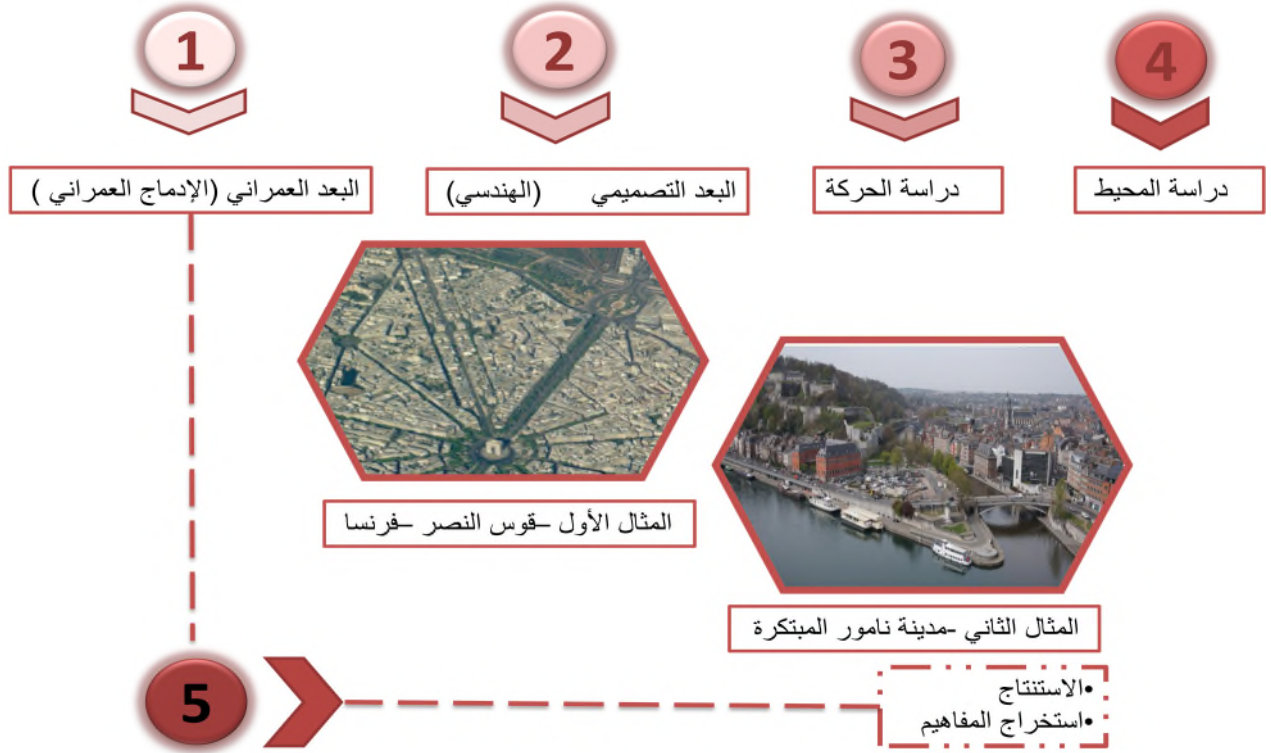 1
2
3
4
البعد العمراني (الإدماج العمراني )
البعد التصميمي (الهندسي)
دراسة الحركة
دراسة المحيط
المثال الأول –قوس النصر –فرنسا
المثال الثاني -مدينة نامور المبتكرة
5
•الاستنتاج
•استخراج المفاهيم